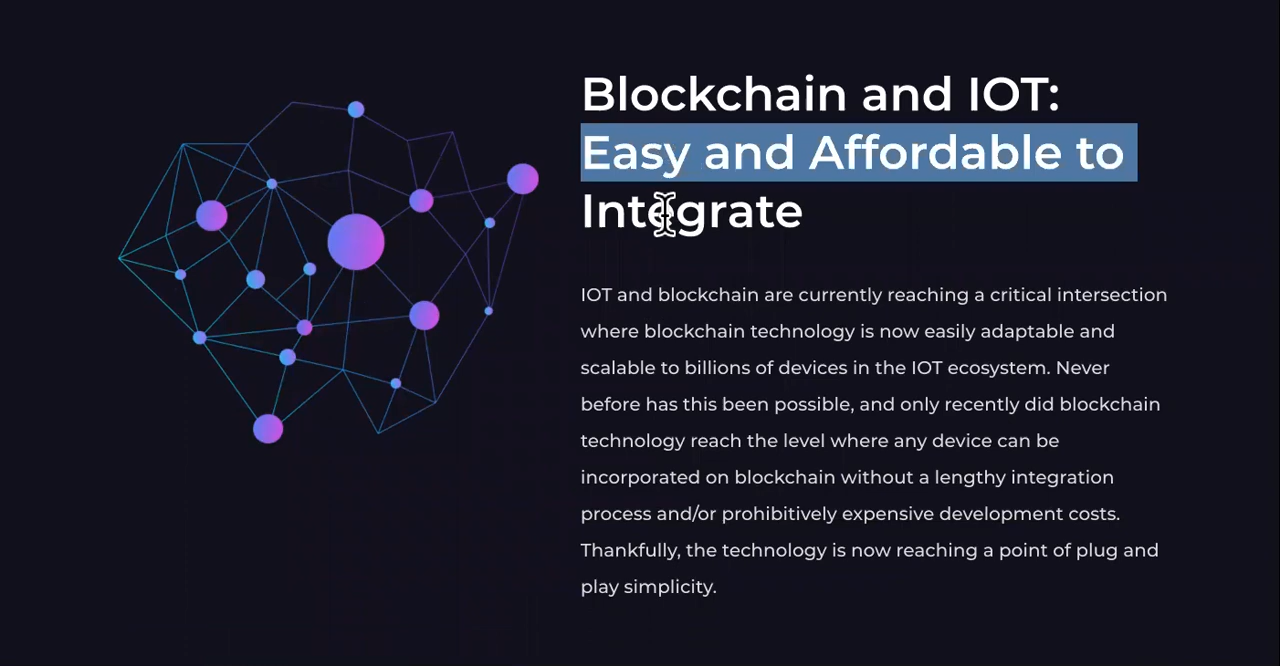 Blockchain and IOT:
Easy and Affordable to
Integrate
IOT and blockchain are currently reaching a critical intersection
where blockchain technology is now easily adaptable and
scalable to billions of devices in the IOT ecosystem. Never
before has this been possible, and only recently did blockchain
technology reach the level where any device can be
incorporated on blockchain without a lengthy integration
process and/or prohibitively expensive development costs.
Thankfully, the technology is now reaching a point of plug and
play simplicity.